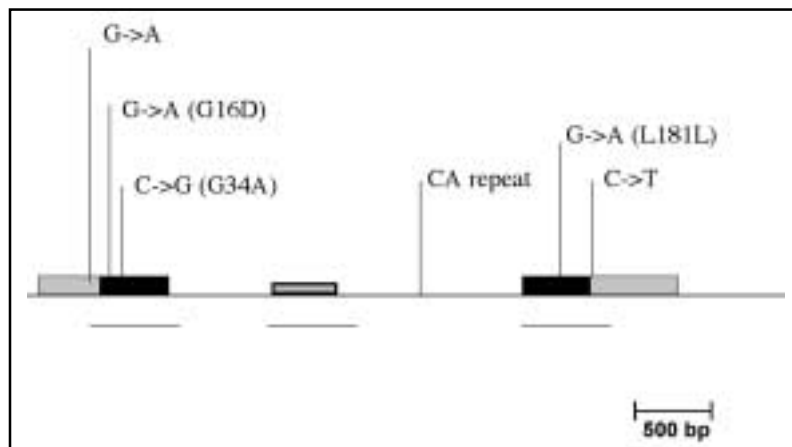 G->A
G->A (G16D)
G->A (L181L)
C->G (G34A)
CA repeat
C->T
500 bp